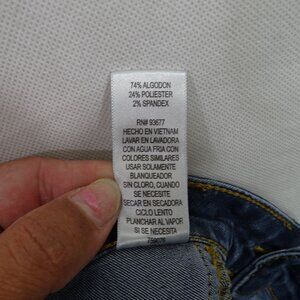 74% ALGODON
24% POLIESTER
2% SPANDEX
RN# 93677
HECHO EN VIETNAM
LAVAR EN LAVADORA
CON AGUA FRIA CON
COLORES SIMILARES
USAR SOLAMENTE
BLANQUEADOR
SIN CLORO, CUANDO
SE NECESITE
SECAR EN SECADORA
CICLO LENTO
PLANCHAR AL VAPOR
SI SE NECESITA